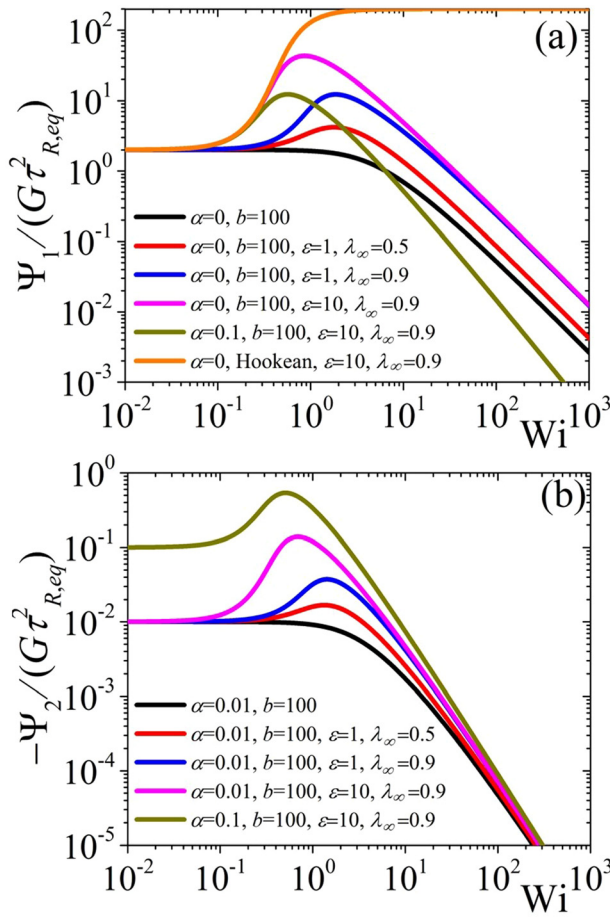 (a)
Ψ₁/(Gτ²_{R,eq})
10²
10¹
10⁰
10⁻¹
10⁻²
10⁻³
α=0, b=100
α=0, b=100, ε=1, λ∞=0.5
α=0, b=100, ε=1, λ∞=0.9
α=0, b=100, ε=10, λ∞=0.9
α=0.1, b=100, ε=10, λ∞=0.9
α=0, Hookean, ε=10, λ∞=0.9
10⁻² 10⁻¹ 10⁰ 10¹ 10² 10³
Wi
(b)
−Ψ₂/(Gτ²_{R,eq})
10⁰
10⁻¹
10⁻²
10⁻³
10⁻⁴
10⁻⁵
α=0.01, b=100
α=0.01, b=100, ε=1, λ∞=0.5
α=0.01, b=100, ε=1, λ∞=0.9
α=0.01, b=100, ε=10, λ∞=0.9
α=0.1, b=100, ε=10, λ∞=0.9
10⁻² 10⁻¹ 10⁰ 10¹ 10² 10³
Wi